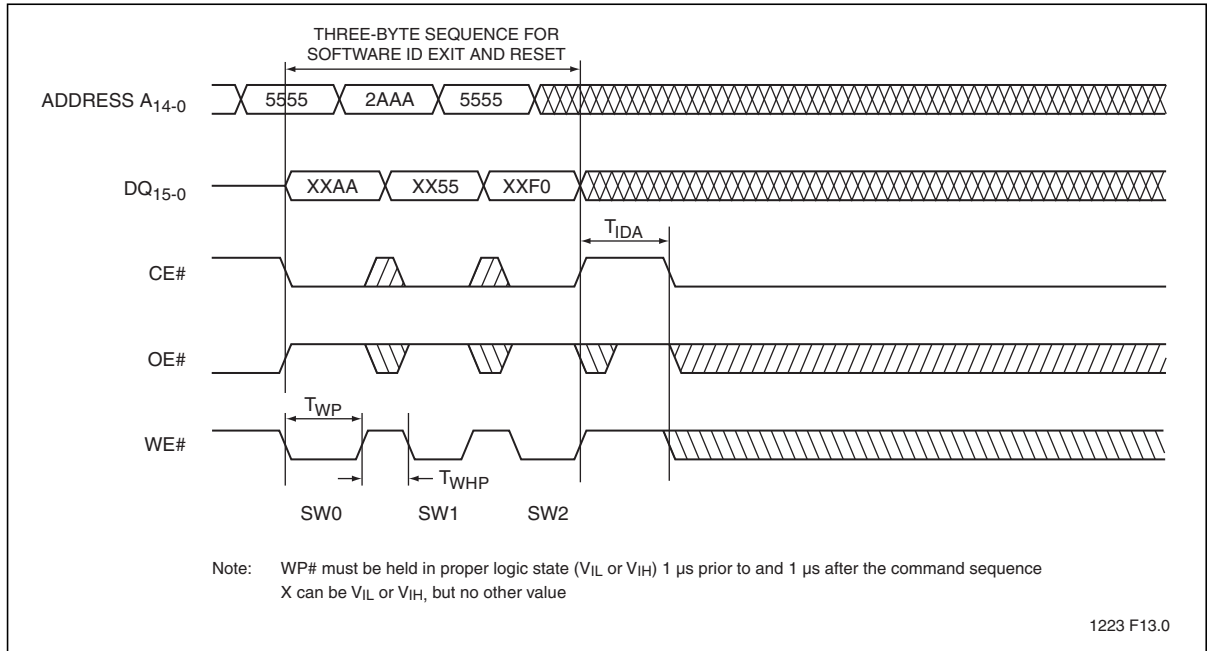 THREE-BYTE SEQUENCE FOR
SOFTWARE ID EXIT AND RESET
ADDRESS A14-0
5555 2AAA 5555
DQ15-0
XXAA XX55 XXF0
TIDA
CE#
OE#
TWP
WE#
TWHP
SW0 SW1 SW2
Note: WP# must be held in proper logic state (VIL or VIH) 1 µs prior to and 1 µs after the command sequence
X can be VIL or VIH, but no other value
1223 F13.0